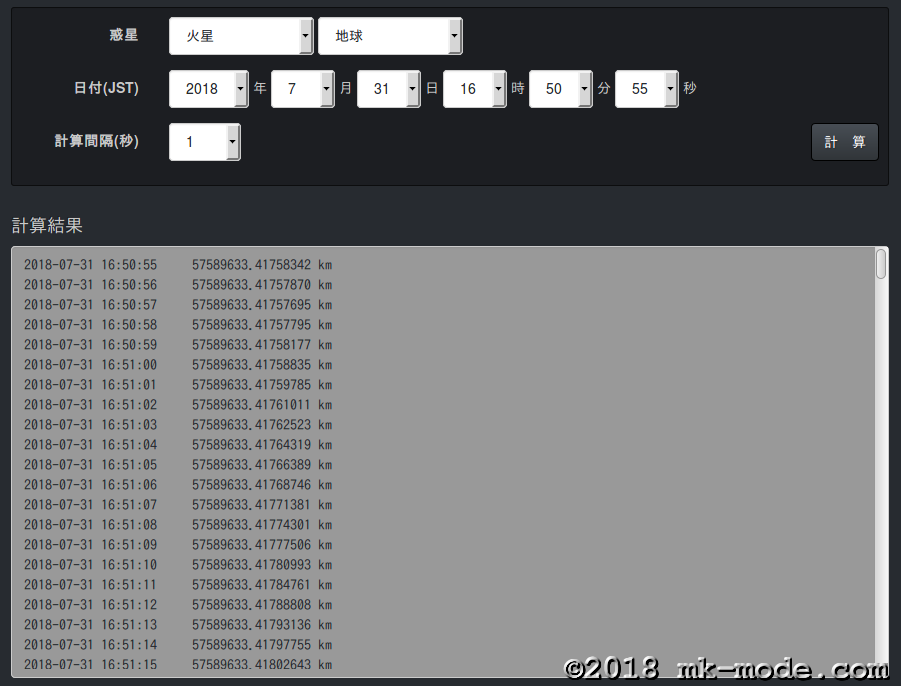 惑星 火星 地球
日付(JST) 2018 年 7 月 31 日 16 時 50 分 55 秒
計算間隔(秒) 1 計 算
計算結果
2018-07-31 16:50:55 57589633.41758342 km
2018-07-31 16:50:56 57589633.41757870 km
2018-07-31 16:50:57 57589633.41757695 km
2018-07-31 16:50:58 57589633.41757795 km
2018-07-31 16:50:59 57589633.41758177 km
2018-07-31 16:51:00 57589633.41758835 km
2018-07-31 16:51:01 57589633.41759785 km
2018-07-31 16:51:02 57589633.41761011 km
2018-07-31 16:51:03 57589633.41762523 km
2018-07-31 16:51:04 57589633.41764319 km
2018-07-31 16:51:05 57589633.41766389 km
2018-07-31 16:51:06 57589633.41768746 km
2018-07-31 16:51:07 57589633.41771381 km
2018-07-31 16:51:08 57589633.41774301 km
2018-07-31 16:51:09 57589633.41777506 km
2018-07-31 16:51:10 57589633.41780993 km
2018-07-31 16:51:11 57589633.41784761 km
2018-07-31 16:51:12 57589633.41788808 km
2018-07-31 16:51:13 57589633.41793136 km
2018-07-31 16:51:14 57589633.41797755 km
2018-07-31 16:51:15 57589633.41802643 km
©2018 mk-mode.com